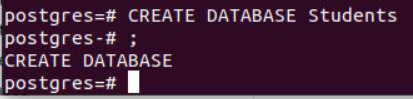 postgres=# CREATE DATABASE Students
postgres-# ;
CREATE DATABASE
postgres=#